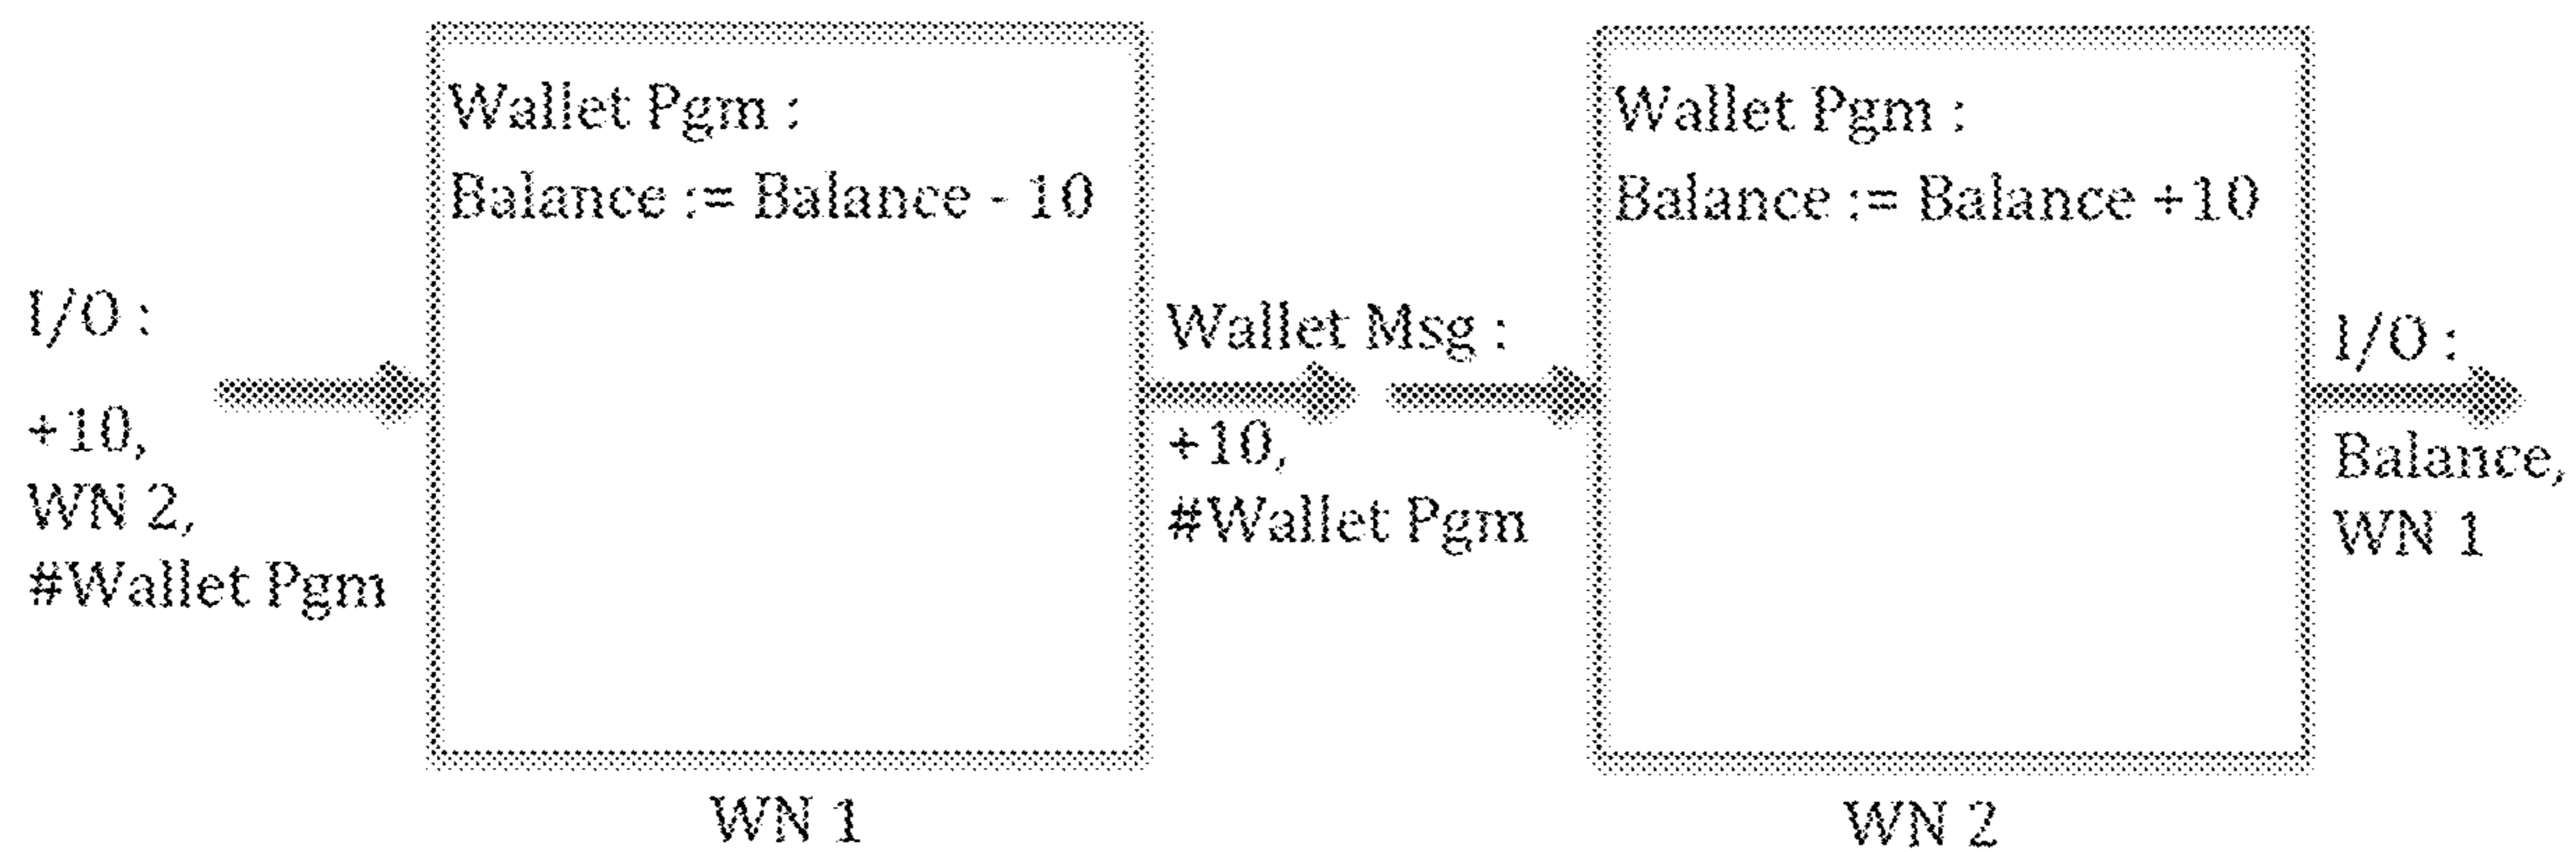 I/O :
+10,
WN 2,
#Wallet Pgm
Wallet Pgm :
Balance := Balance - 10
WN 1
Wallet Msg :
+10,
#Wallet Pgm
Wallet Pgm :
Balance := Balance +10
WN 2
I/O :
Balance,
WN 1